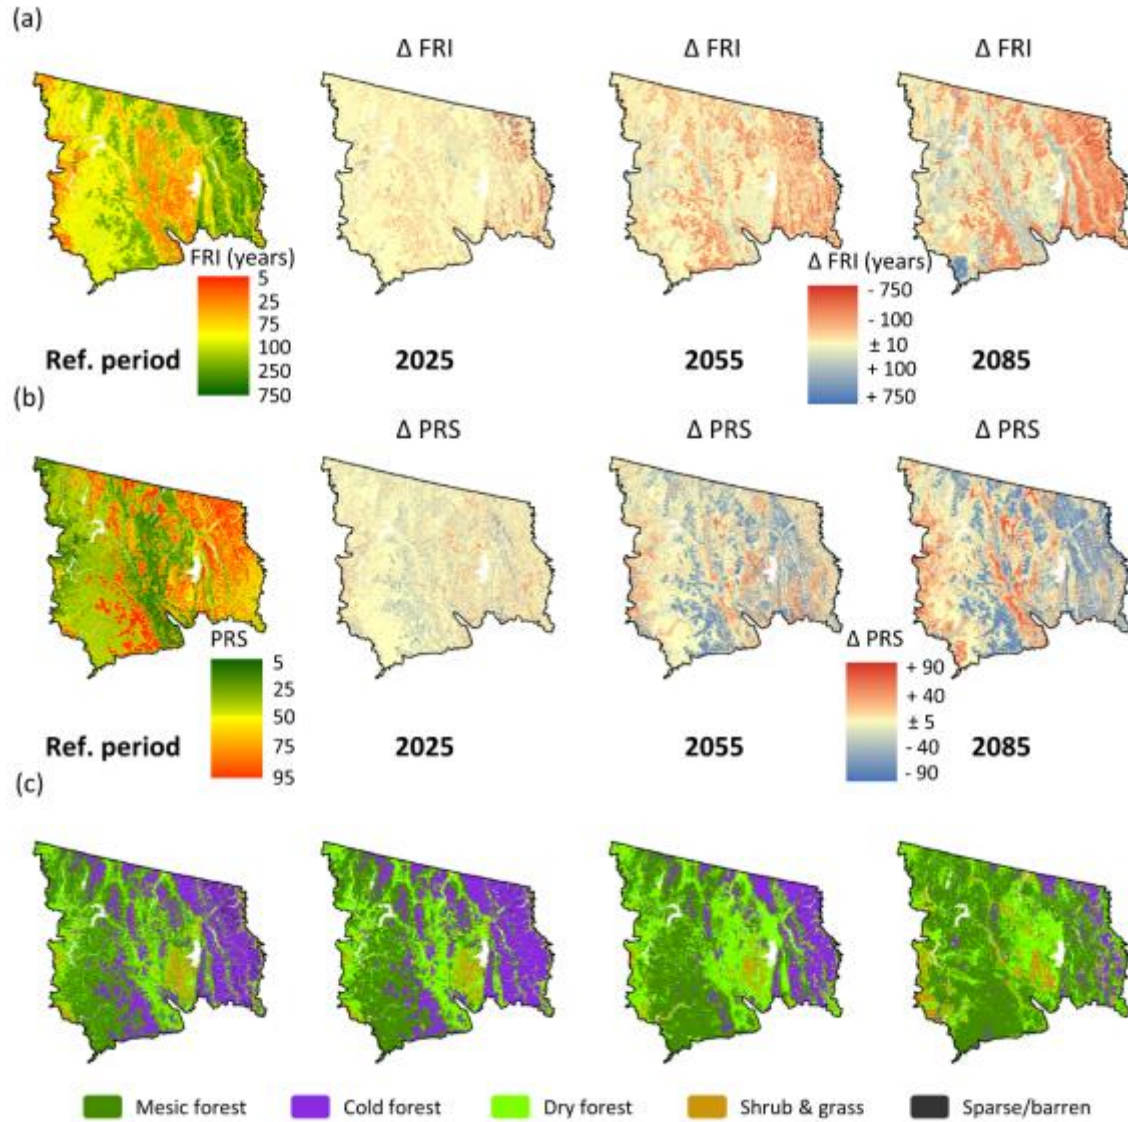 (a)
Δ FRI
Δ FRI
Δ FRI
FRI (years)
5
25
75
100
250
750
Δ FRI (years)
- 750
- 100
± 10
+ 100
+ 750
Ref. period
2025
2055
2085
(b)
Δ PRS
Δ PRS
Δ PRS
PRS
5
25
50
75
95
Δ PRS
+ 90
+ 40
± 5
- 40
- 90
Ref. period
2025
2055
2085
(c)
Mesic forest
Cold forest
Dry forest
Shrub & grass
Sparse/barren